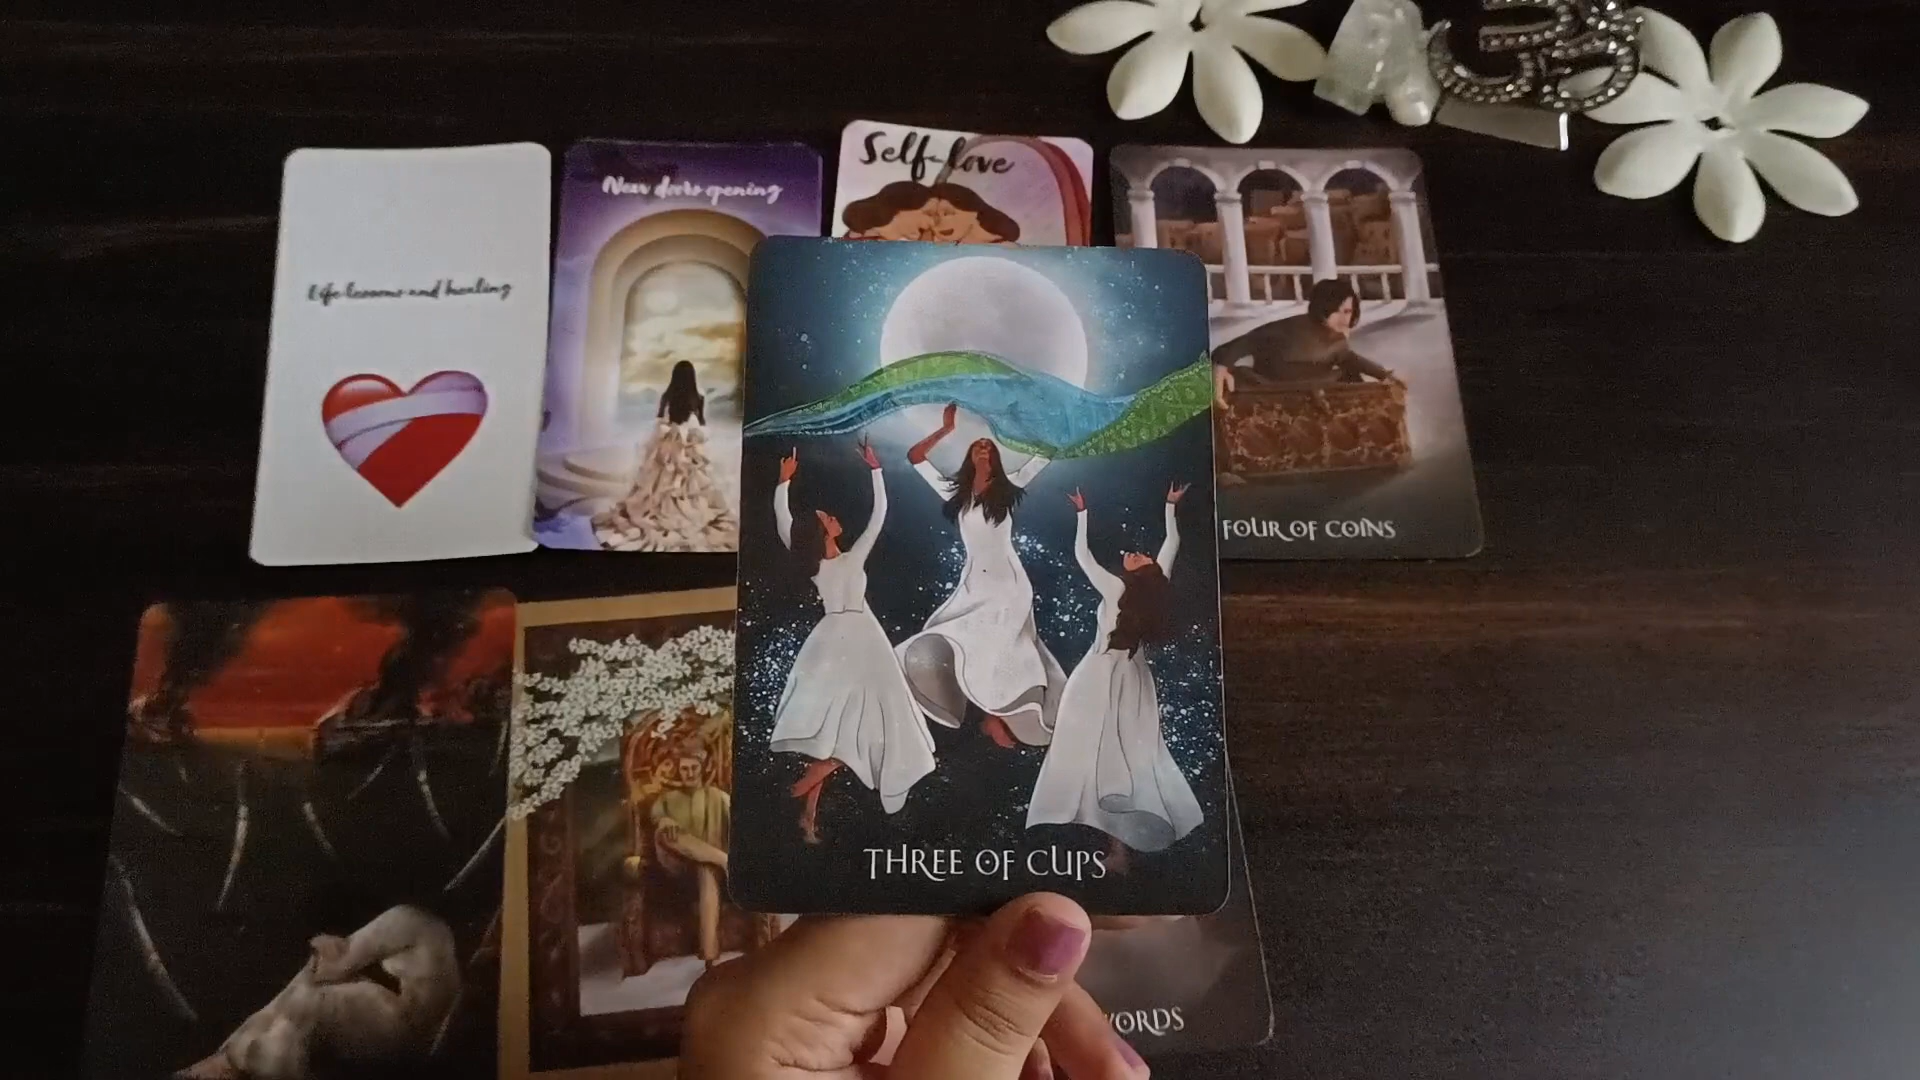 Life lessons and healing
New doors opening
Self-love
FOUR OF COINS
THREE OF CUPS
WORDS